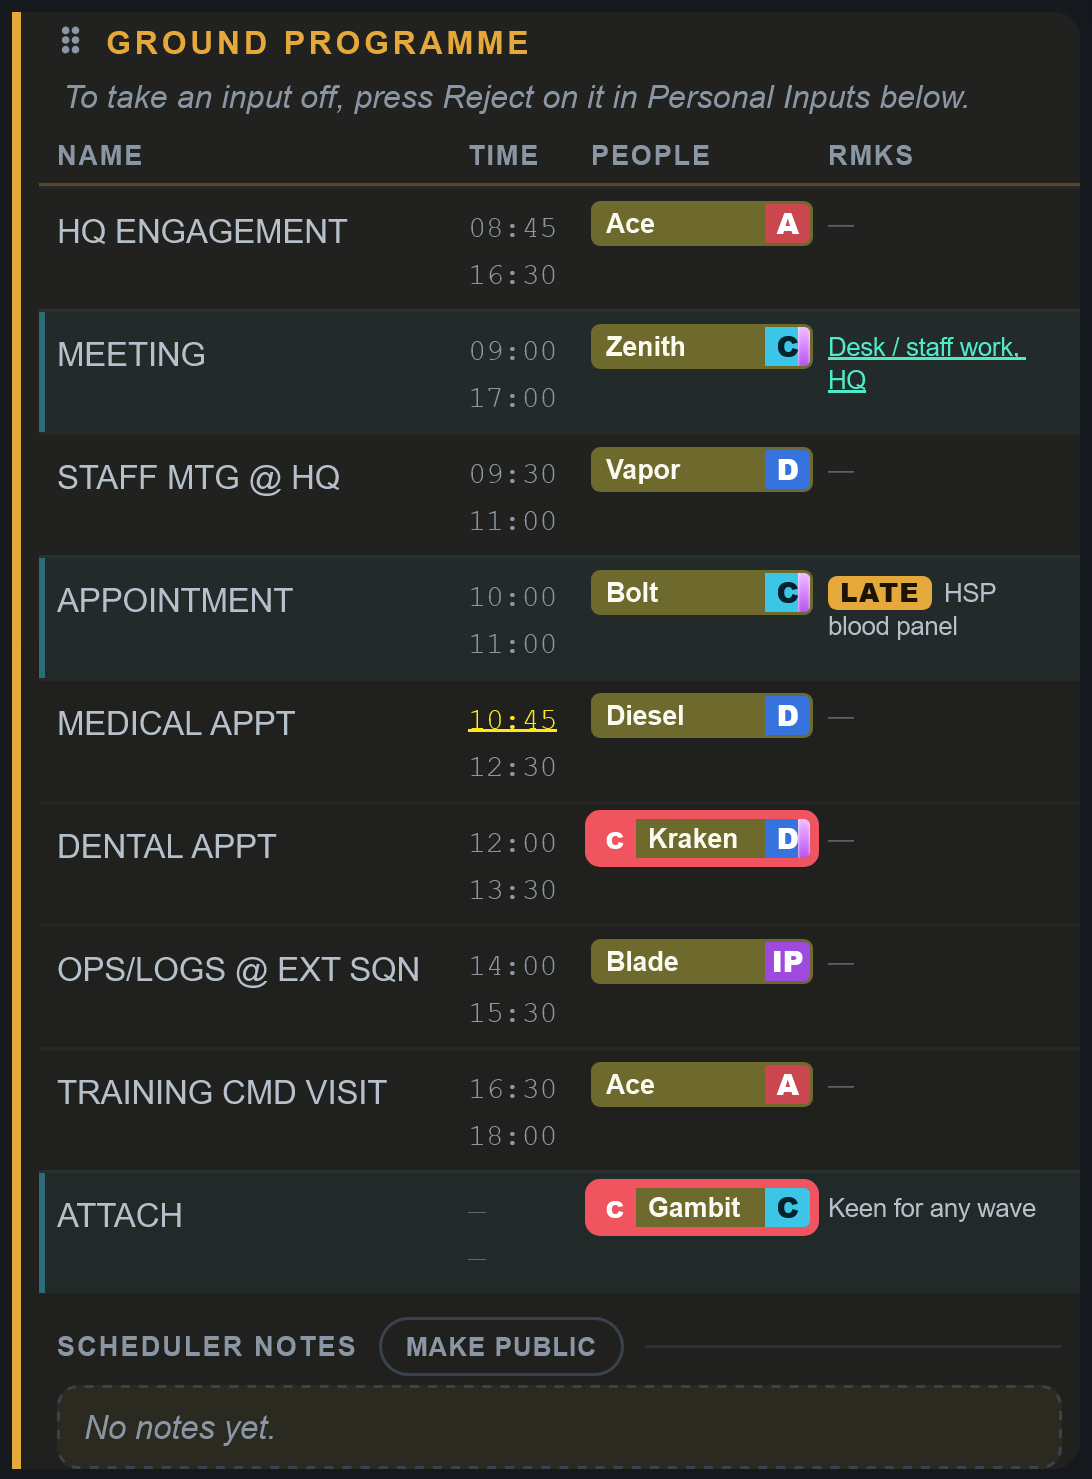 GROUND PROGRAMME
To take an input off, press Reject on it in Personal Inputs below.
NAME TIME PEOPLE RMKS
HQ ENGAGEMENT 08:45 Ace A —
16:30
MEETING 09:00 Zenith C Desk / staff work,
17:00 HQ
STAFF MTG @ HQ 09:30 Vapor D —
11:00
APPOINTMENT 10:00 Bolt C LATE HSP
11:00 blood panel
MEDICAL APPT 10:45 Diesel D —
12:30
DENTAL APPT 12:00 c Kraken D —
13:30
OPS/LOGS @ EXT SQN 14:00 Blade IP —
15:30
TRAINING CMD VISIT 16:30 Ace A —
18:00
ATTACH — c Gambit C Keen for any wave
—
SCHEDULER NOTES MAKE PUBLIC
No notes yet.